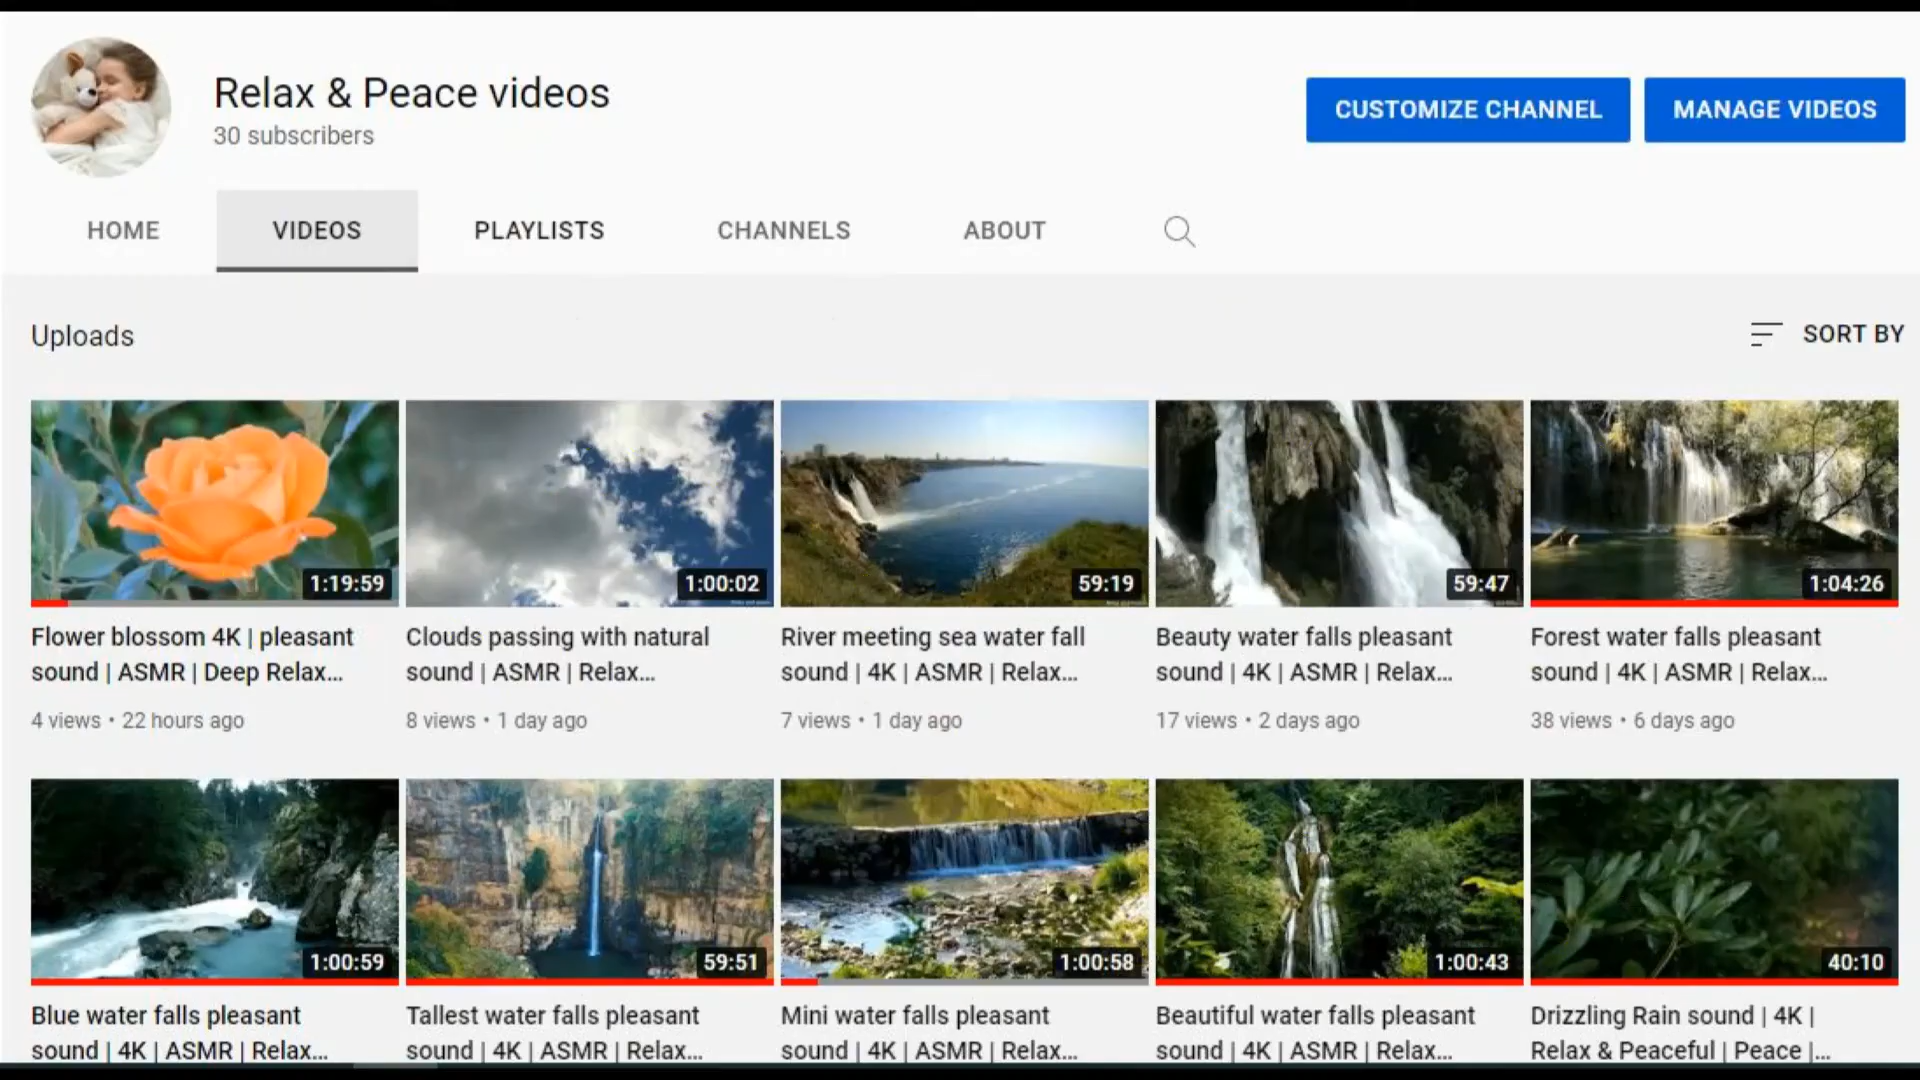 Relax & Peace videos
30 subscribers
CUSTOMIZE CHANNEL
MANAGE VIDEOS
HOME
VIDEOS
PLAYLISTS
CHANNELS
ABOUT
Uploads
SORT BY
1:19:59
1:00:02
59:19
59:47
1:04:26
Flower blossom 4K | pleasant
sound | ASMR | Deep Relax...
4 views • 22 hours ago
Clouds passing with natural
sound | ASMR | Relax...
8 views • 1 day ago
River meeting sea water fall
sound | 4K | ASMR | Relax...
7 views • 1 day ago
Beauty water falls pleasant
sound | 4K | ASMR | Relax...
17 views • 2 days ago
Forest water falls pleasant
sound | 4K | ASMR | Relax...
38 views • 6 days ago
1:00:59
59:51
1:00:58
1:00:43
40:10
Blue water falls pleasant
sound | 4K | ASMR | Relax...
Tallest water falls pleasant
sound | 4K | ASMR | Relax...
Mini water falls pleasant
sound | 4K | ASMR | Relax...
Beautiful water falls pleasant
sound | 4K | ASMR | Relax...
Drizzling Rain sound | 4K |
Relax & Peaceful | Peace |...